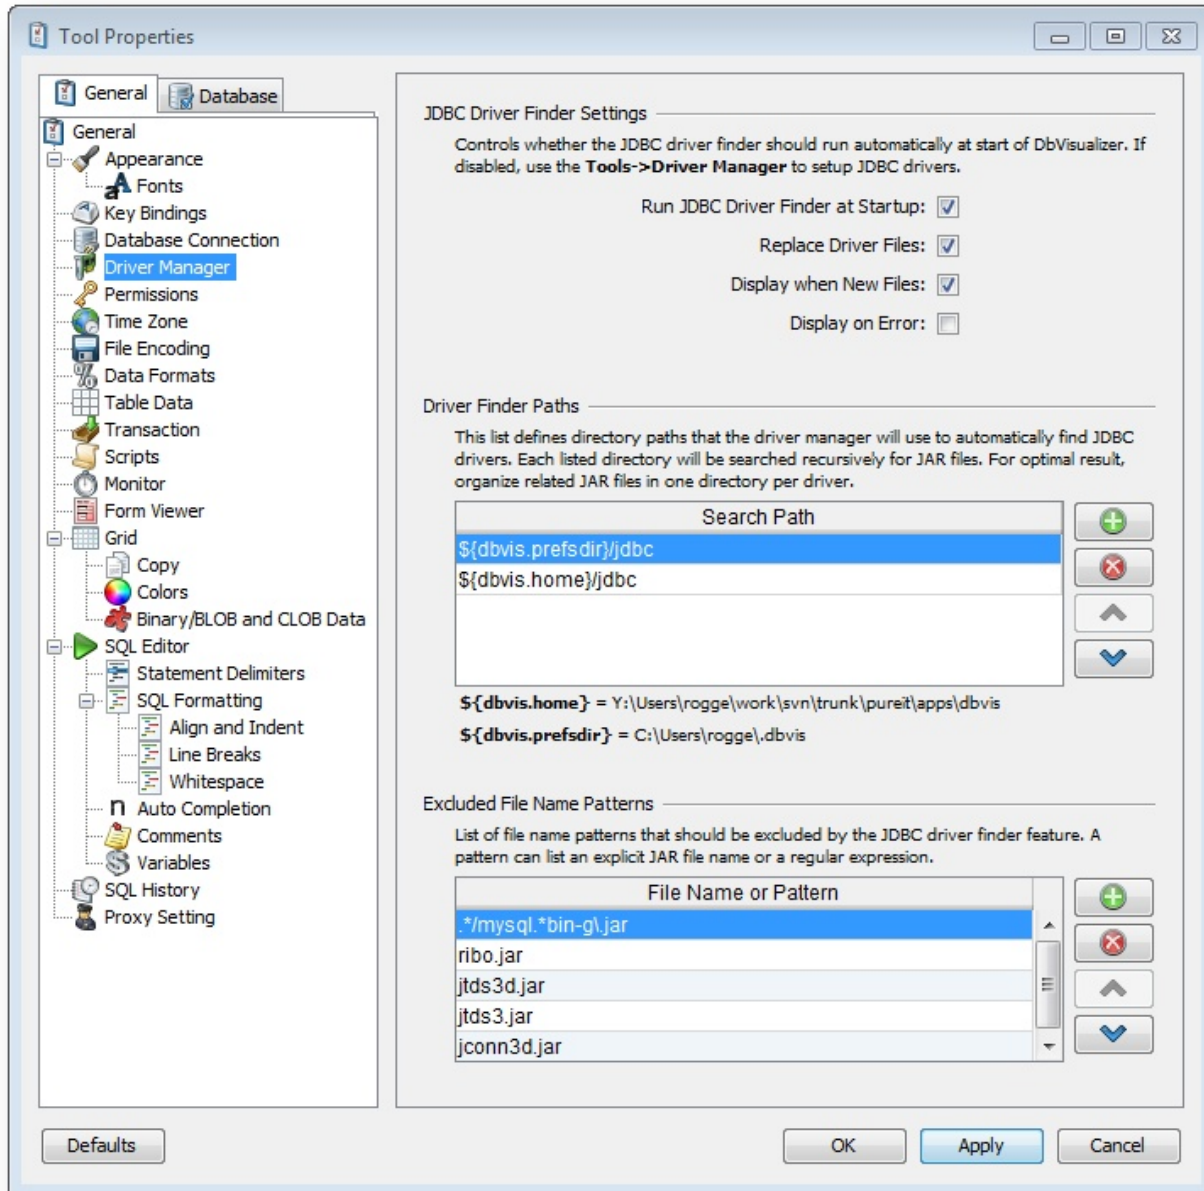 Tool Properties
General
Database
General
Appearance
Fonts
Key Bindings
Database Connection
Driver Manager
Permissions
Time Zone
File Encoding
Data Formats
Table Data
Transaction
Scripts
Monitor
Form Viewer
Grid
Copy
Colors
Binary/BLOB and CLOB Data
SQL Editor
Statement Delimiters
SQL Formatting
Align and Indent
Line Breaks
Whitespace
Auto Completion
Comments
Variables
SQL History
Proxy Setting
JDBC Driver Finder Settings
Controls whether the JDBC driver finder should run automatically at start of DbVisualizer. If
disabled, use the Tools->Driver Manager to setup JDBC drivers.
Run JDBC Driver Finder at Startup:
Replace Driver Files:
Display when New Files:
Display on Error:
Driver Finder Paths
This list defines directory paths that the driver manager will use to automatically find JDBC
drivers. Each listed directory will be searched recursively for JAR files. For optimal result,
organize related JAR files in one directory per driver.
Search Path
${dbvis.prefsdir}/jdbc
${dbvis.home}/jdbc
${dbvis.home} = Y:\Users\rogge\work\svn\trunk\pureit\apps\dbvis
${dbvis.prefsdir} = C:\Users\rogge\.dbvis
Excluded File Name Patterns
List of file name patterns that should be excluded by the JDBC driver finder feature. A
pattern can list an explicit JAR file name or a regular expression.
File Name or Pattern
.*/mysql.*bin-g\.jar
ribo.jar
jtds3d.jar
jtds3.jar
jconn3d.jar
Defaults
OK
Apply
Cancel